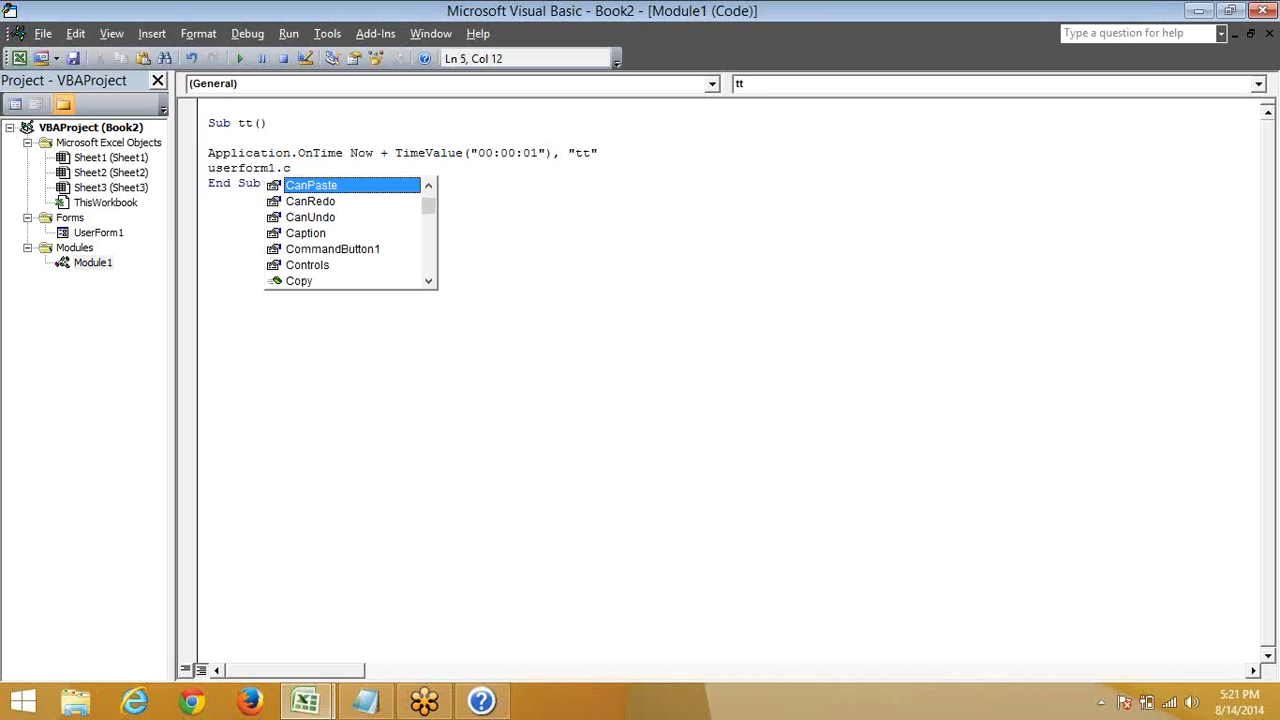 Microsoft Visual Basic - Book2 - [Module1 (Code)]
File Edit View Insert Format Debug Run Tools Add-Ins Window Help
Type a question for help
Ln 5, Col 12
Project - VBAProject
(General)
tt
VBAProject (Book2)
Microsoft Excel Objects
Sheet1 (Sheet1)
Sheet2 (Sheet2)
Sheet3 (Sheet3)
ThisWorkbook
Forms
UserForm1
Modules
Module1
Sub tt()
Application.OnTime Now + TimeValue("00:00:01"), "tt"
userform1.c
End Sub
CanPaste
CanRedo
CanUndo
Caption
CommandButton1
Controls
Copy
5:21 PM
8/14/2014